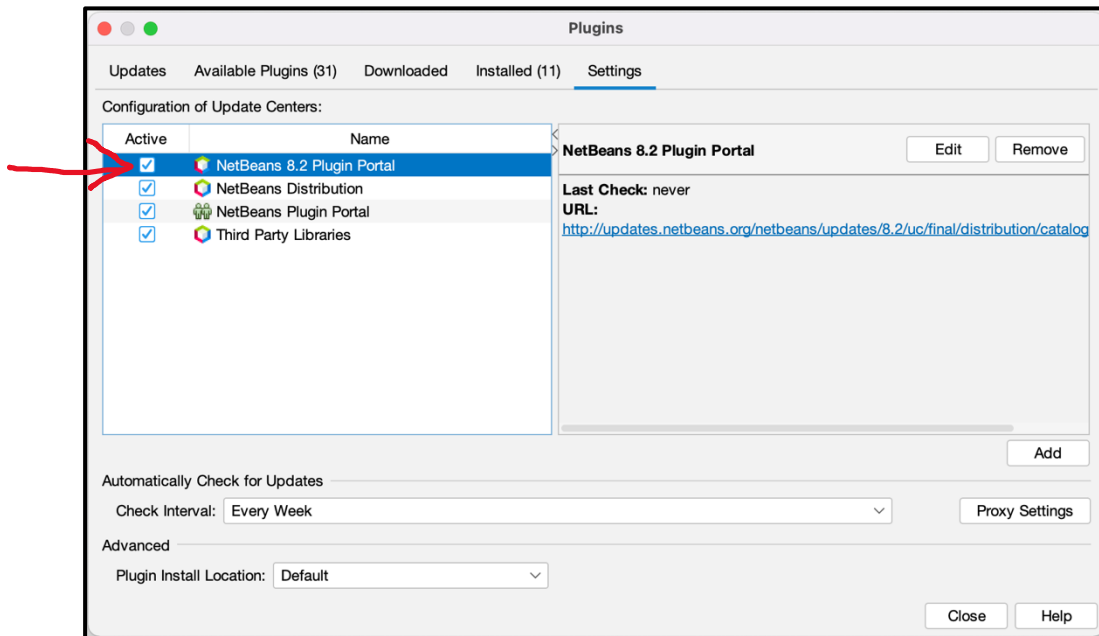 Plugins
Updates Available Plugins (31) Downloaded Installed (11) Settings
Configuration of Update Centers:
Active Name
NetBeans 8.2 Plugin Portal
NetBeans Distribution
NetBeans Plugin Portal
Third Party Libraries
NetBeans 8.2 Plugin Portal Edit Remove
Last Check: never
URL:
http://updates.netbeans.org/netbeans/updates/8.2/uc/final/distribution/catalog
Add
Automatically Check for Updates
Check Interval: Every Week Proxy Settings
Advanced
Plugin Install Location: Default
Close Help